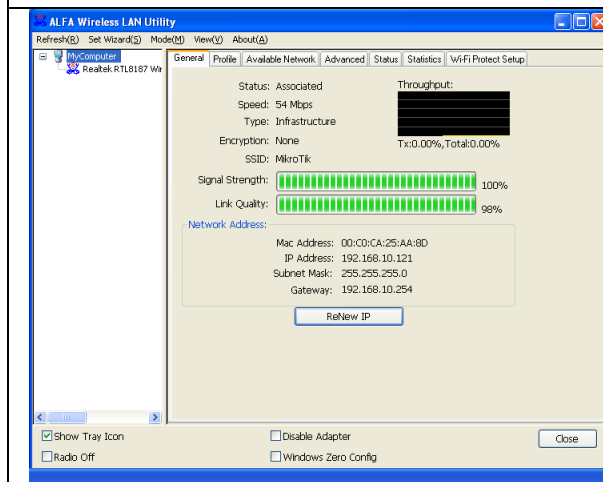 ALFA Wireless LAN Utility
Refresh(R) Set Wizard(S) Mode(M) View(V) About(A)
MyComputer
Realtek RTL8187 Wir
General Profile Available Network Advanced Status Statistics Wi-Fi Protect Setup
Status: Associated
Throughput:
Speed: 54 Mbps
Type: Infrastructure
Encryption: None
Tx:0.00%, Total:0.00%
SSID: MikroTik
Signal Strength: 100%
Link Quality: 98%
Network Address:
Mac Address: 00:C0:CA:25:AA:8D
IP Address: 192.168.10.121
Subnet Mask: 255.255.255.0
Gateway: 192.168.10.254
ReNew IP
Show Tray Icon Disable Adapter Close
Radio Off Windows Zero Config